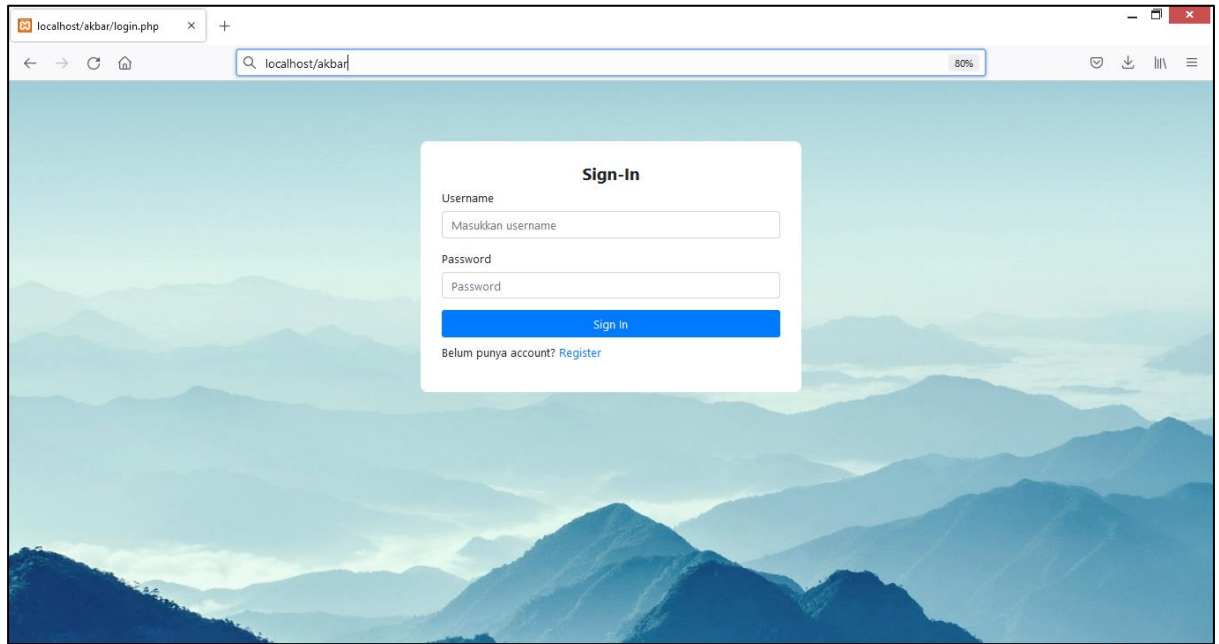 localhost/akbar/login.php
localhost/akbar
80%
Sign-In
Username
Masukkan username
Password
Password
Sign In
Belum punya account? Register